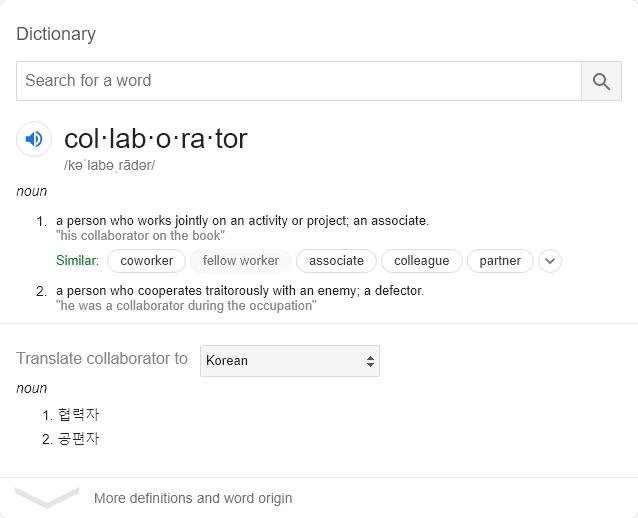 Dictionary
Search for a word
col·lab·o·ra·tor
/kəˈlabəˌrādər/
noun
1. a person who works jointly on an activity or project; an associate.
"his collaborator on the book"
Similar: coworker fellow worker associate colleague partner
2. a person who cooperates traitorously with an enemy; a defector.
"he was a collaborator during the occupation"
Translate collaborator to Korean
noun
1. 협력자
2. 공편자
More definitions and word origin